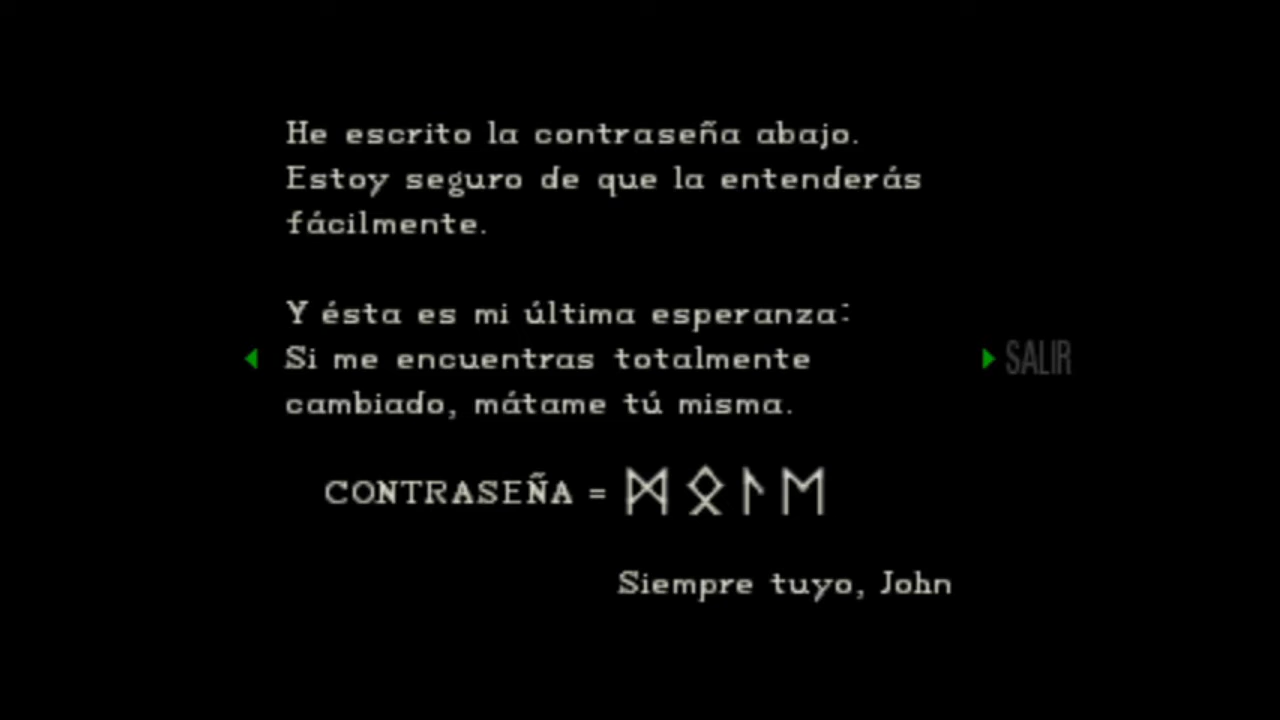 He escrito la contraseña abajo.
Estoy seguro de que la entenderás
fácilmente.
Y ésta es mi última esperanza:
Si me encuentras totalmente
cambiado, mátame tú misma.
SALIR
CONTRASEÑA = ᛞᛟᛚᛖ
Siempre tuyo, John